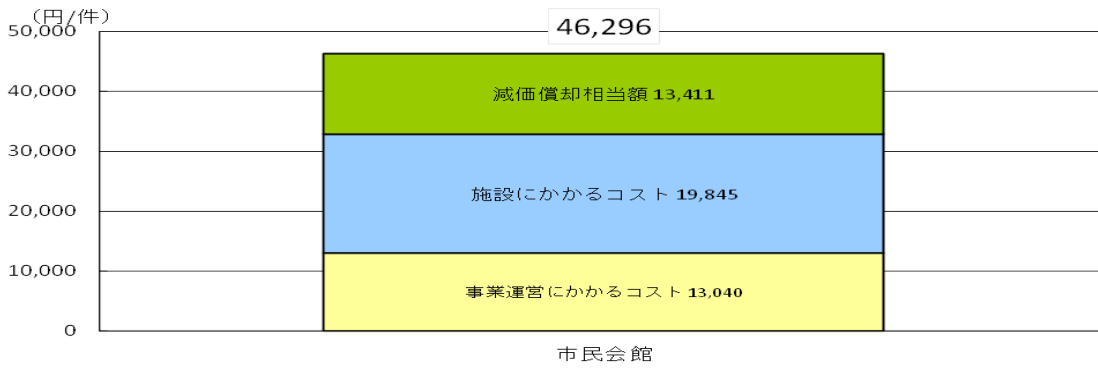 （円/件）
46,296
50,000
40,000
30,000
20,000
10,000
0
減価償却相当額 13,411
施設にかかるコスト 19,845
事業運営にかかるコスト 13,040
市民会館